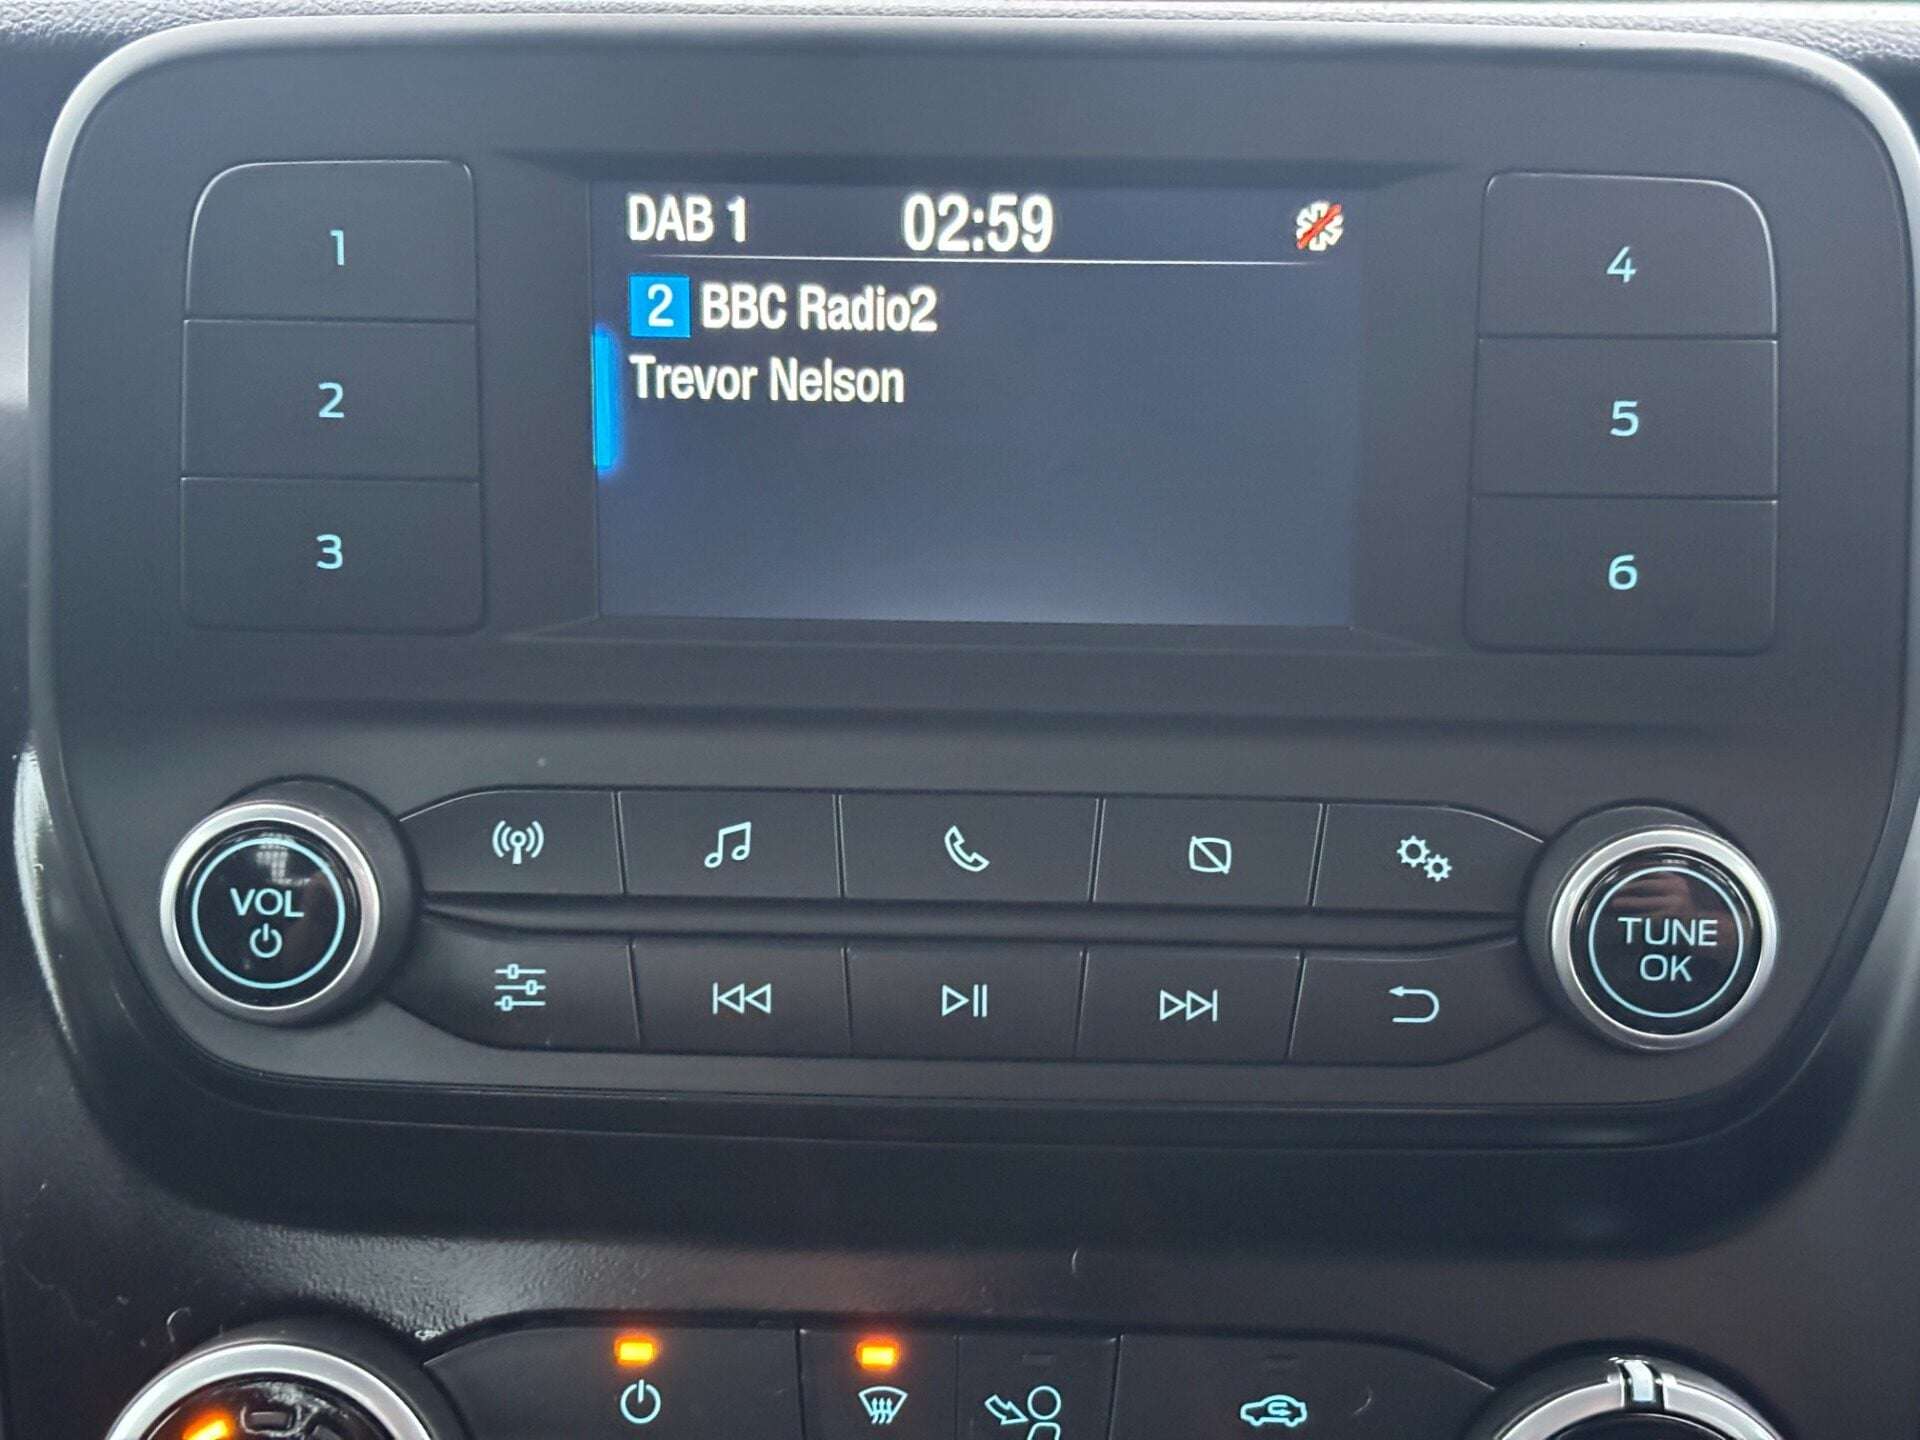 DAB 1 02:59
2 BBC Radio2
Trevor Nelson
1
2
3
4
5
6
VOL
TUNE
OK